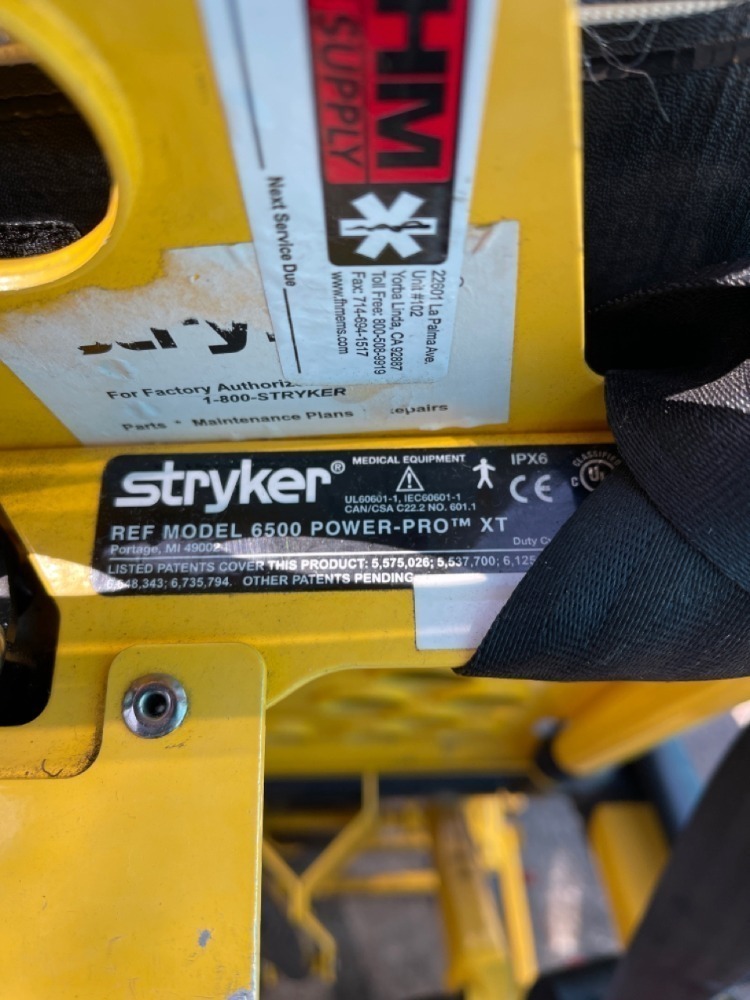 HM
SUPPLY
Next Service Due
22601 La Palma Ave.
Unit #102
Yorba Linda, CA 92887
Toll Free: 800-508-9919
Fax: 714-694-1517
www.fhmems.com
For Factory
1-800-STRYKER
Parts • Maintenance Plans
stryker®
MEDICAL EQUIPMENT
UL60601-1, IEC60601-1
CAN/CSA C22.2 NO. 601.1
IPX6
CE
CLASSIFIED
C UL
REF MODEL 6500 POWER-PRO™ XT
Portage, MI 49002
Duty
LISTED PATENTS COVER THIS PRODUCT: 5,575,026; 5,537,700;
6,648,343; 6,735,794. OTHER PATENTS PENDING